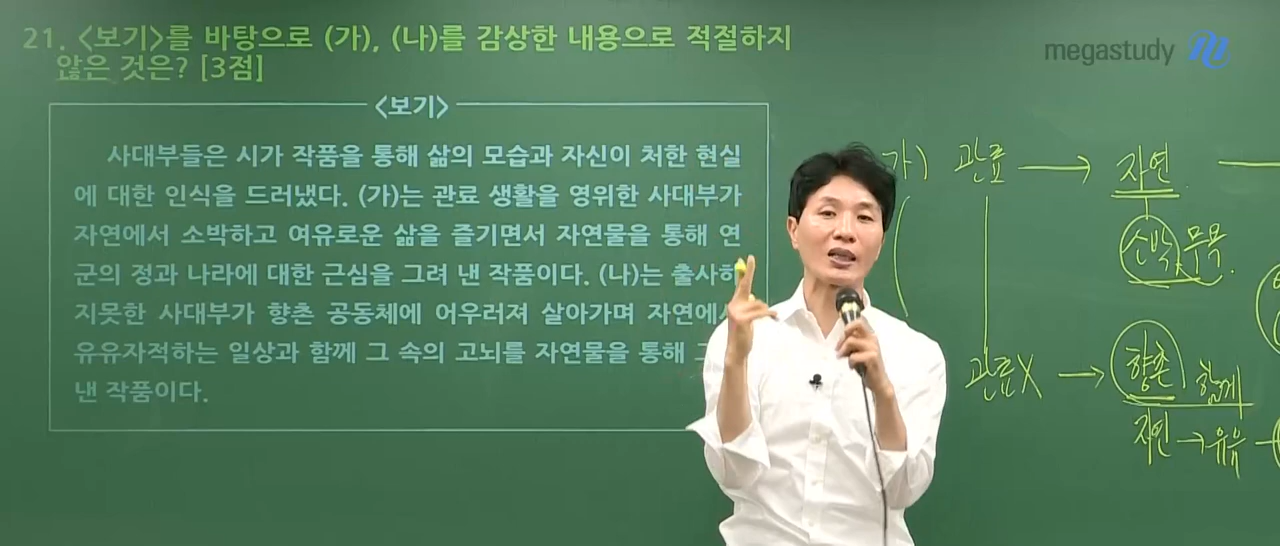 21. <보기>를 바탕으로 (가), (나)를 감상한 내용으로 적절하지
않은 것은? [3점]
<보기>
사대부들은 시가 작품을 통해 삶의 모습과 자신이 처한 현실
에 대한 인식을 드러냈다. (가)는 관료 생활을 영위한 사대부가
자연에서 소박하고 여유로운 삶을 즐기면서 자연물을 통해 연
군의 정과 나라에 대한 근심을 그려 낸 작품이다. (나)는 출사하
지못한 사대부가 향촌 공동체에 어우러져 살아가며 자연에서
유유자적하는 일상과 함께 그 속의 고뇌를 자연물을 통해
낸 작품이다.
megastudy
가) 관료 → 자연
소박
관료X → 향촌 함께
자연 → 유유